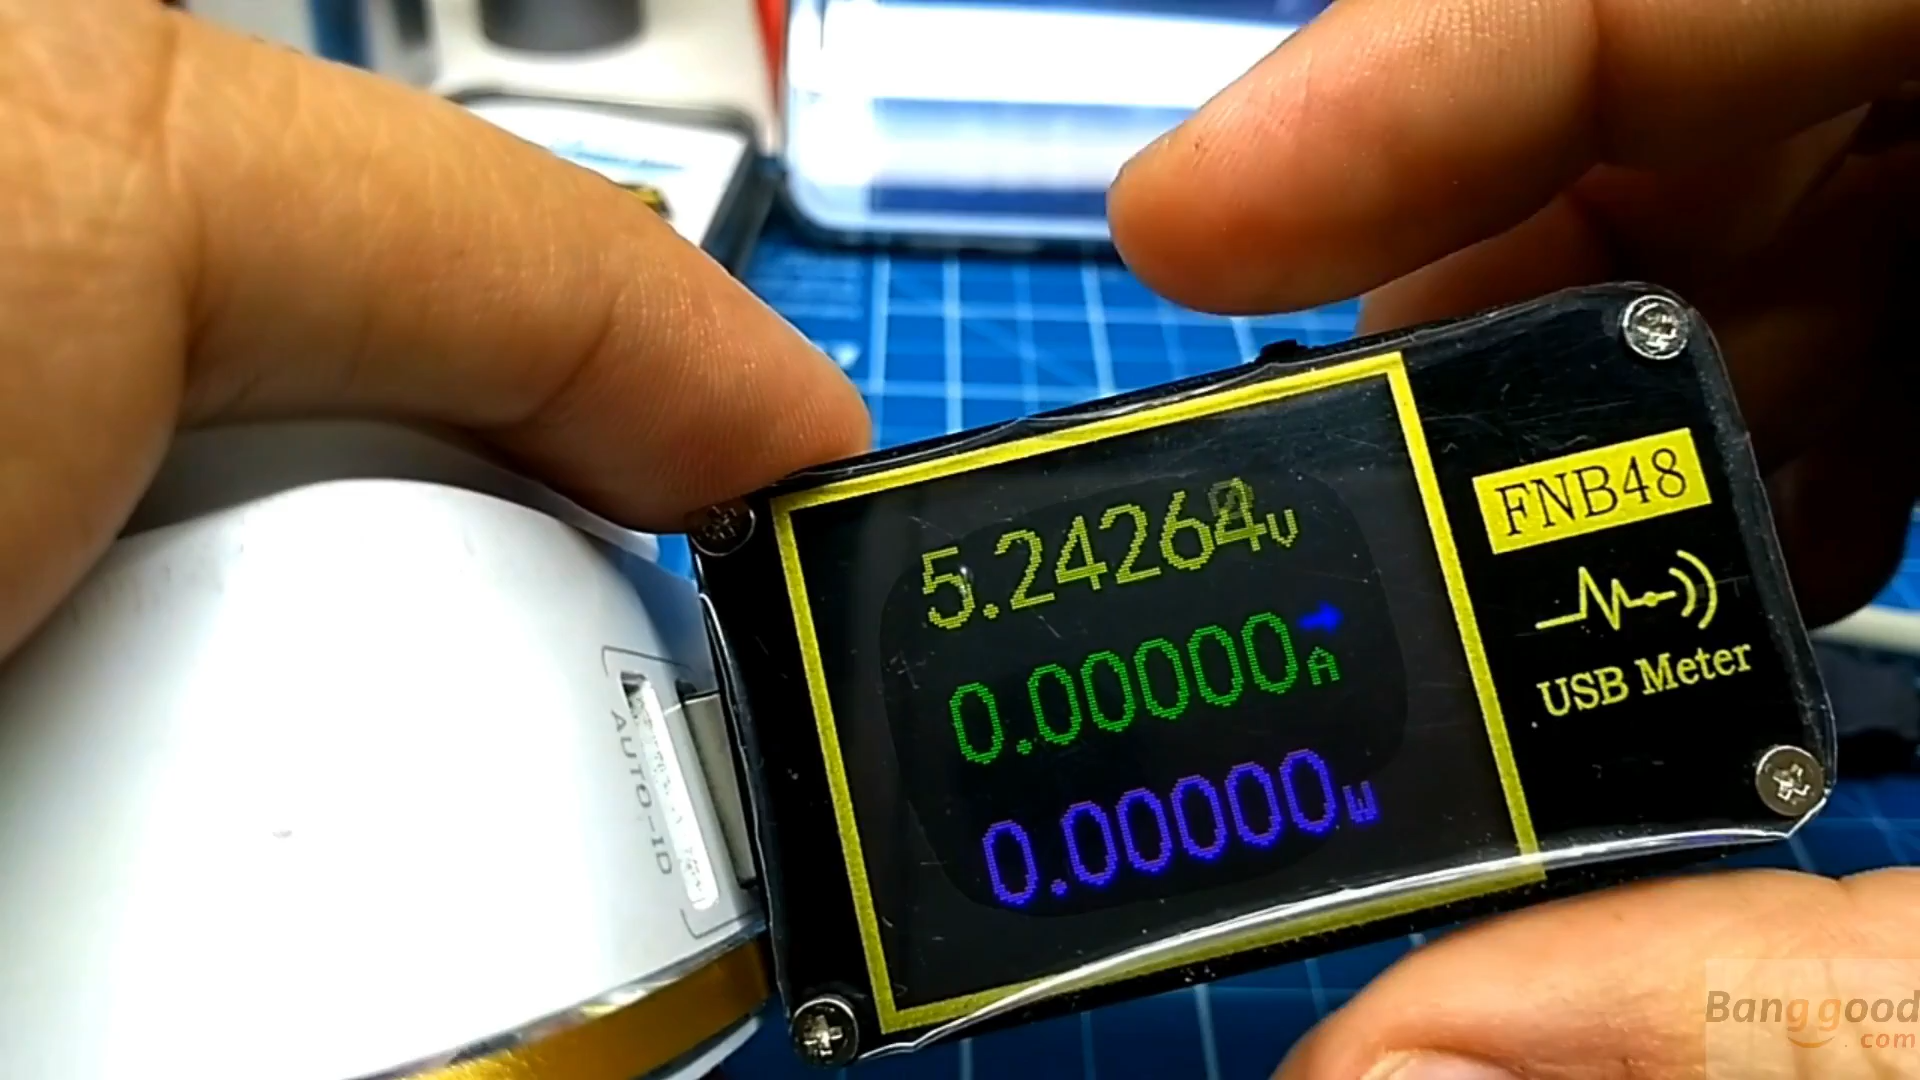 5.24264V
0.00000A
0.00000W
FNB48
USB Meter
AUTO-ID
Banggood
.com